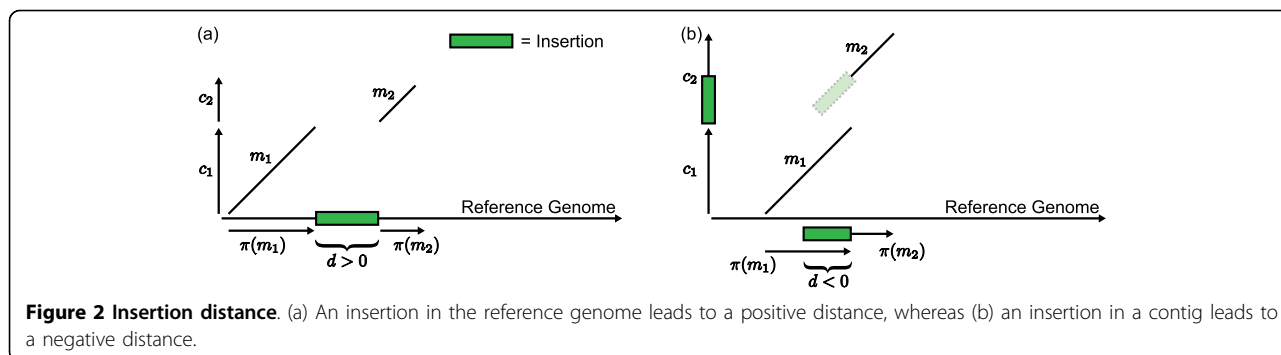 (a)
= Insertion
c₂
m₂
c₁
m₁
Reference Genome
π(m₁)
π(m₂)
d > 0
(b)
c₂
m₂
c₁
m₁
Reference Genome
π(m₁)
π(m₂)
d < 0
Figure 2 Insertion distance. (a) An insertion in the reference genome leads to a positive distance, whereas (b) an insertion in a contig leads to
a negative distance.